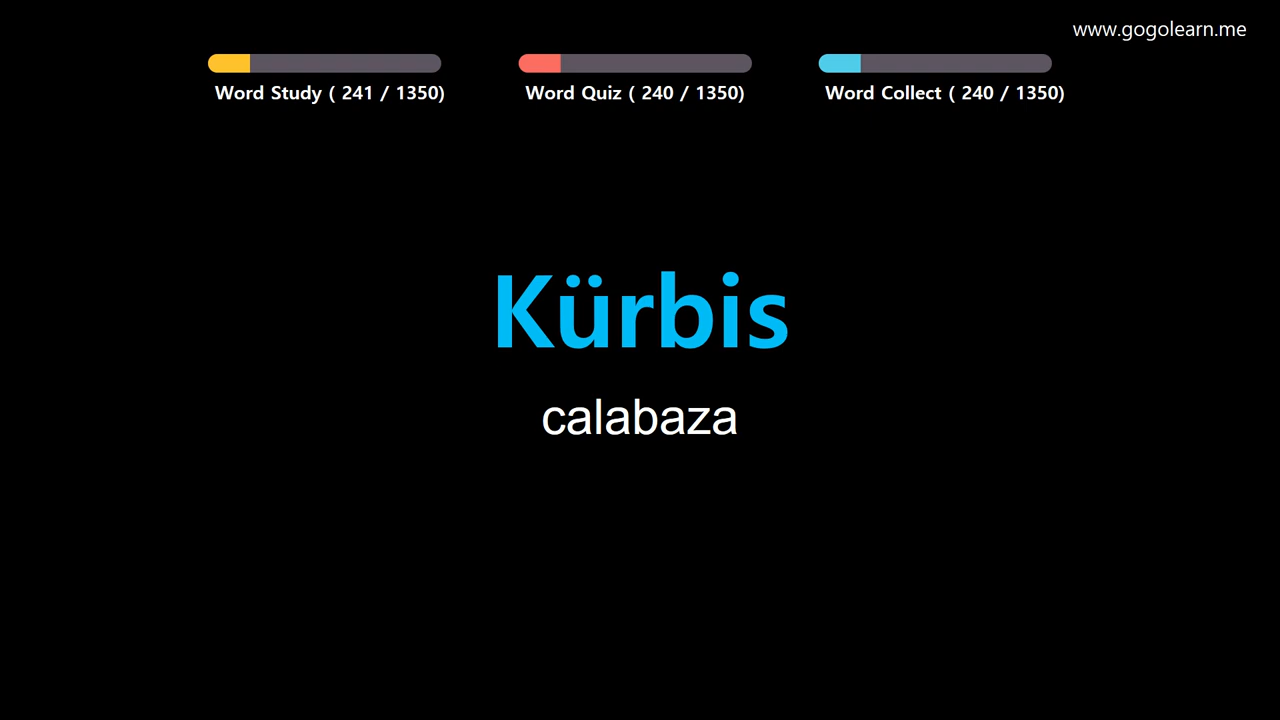 www.gogolearn.me
Word Study ( 241 / 1350)
Word Quiz ( 240 / 1350)
Word Collect ( 240 / 1350)
Kürbis
calabaza